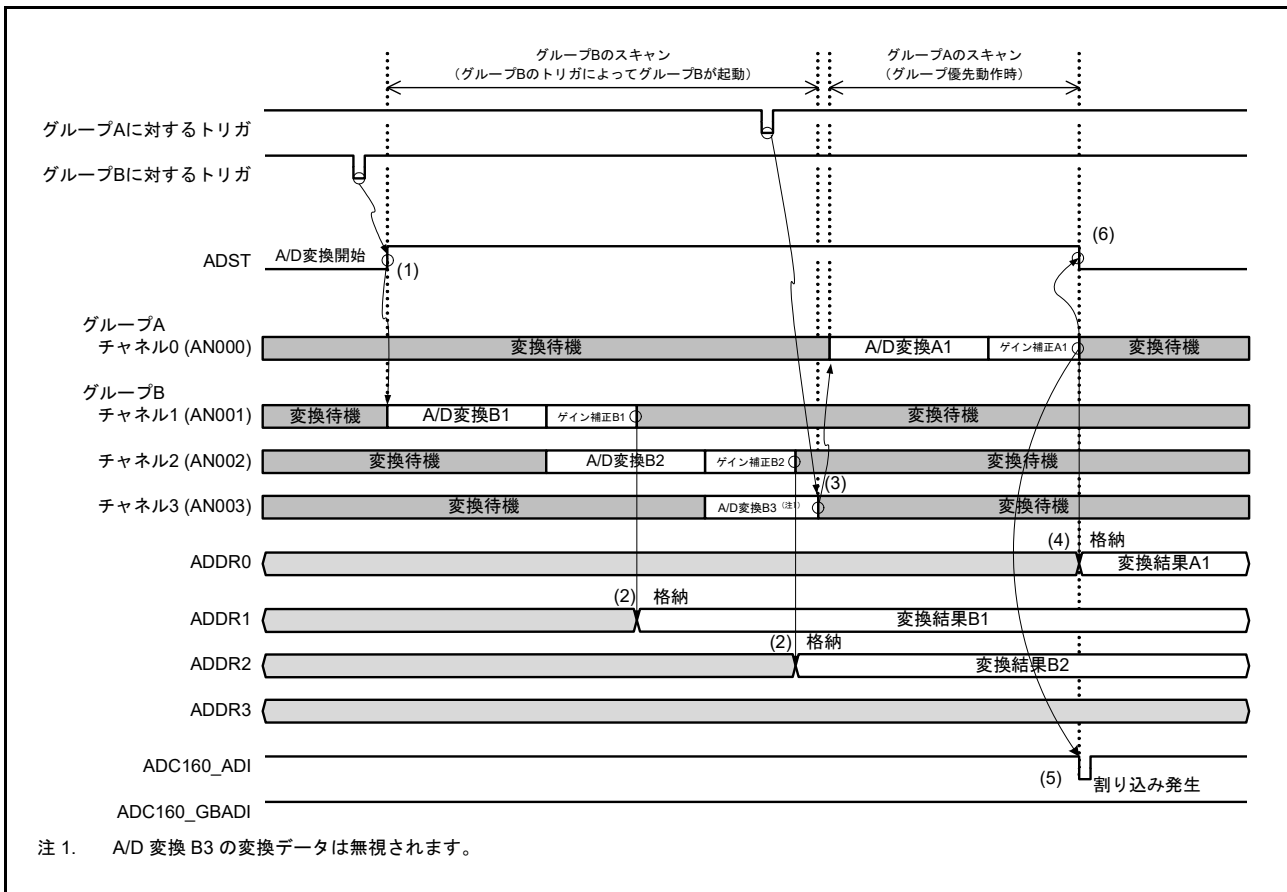 グループBのスキャン
（グループBのトリガによってグループBが起動）
グループAのスキャン
（グループ優先動作時）
グループAに対するトリガ
グループBに対するトリガ
ADST
A/D変換開始
(1)
(6)
グループA
チャネル0 (AN000)
変換待機
A/D変換A1
ゲイン補正A1
変換待機
グループB
チャネル1 (AN001)
変換待機
A/D変換B1
ゲイン補正B1
変換待機
チャネル2 (AN002)
変換待機
A/D変換B2
ゲイン補正B2
変換待機
(3)
チャネル3 (AN003)
変換待機
A/D変換B3（注1）
変換待機
ADDR0
(4)
格納
変換結果A1
ADDR1
(2)
格納
変換結果B1
ADDR2
(2)
格納
変換結果B2
ADDR3
ADC160_ADI
(5)
割り込み発生
ADC160_GBADI
注 1. A/D 変換 B3 の変換データは無視されます。